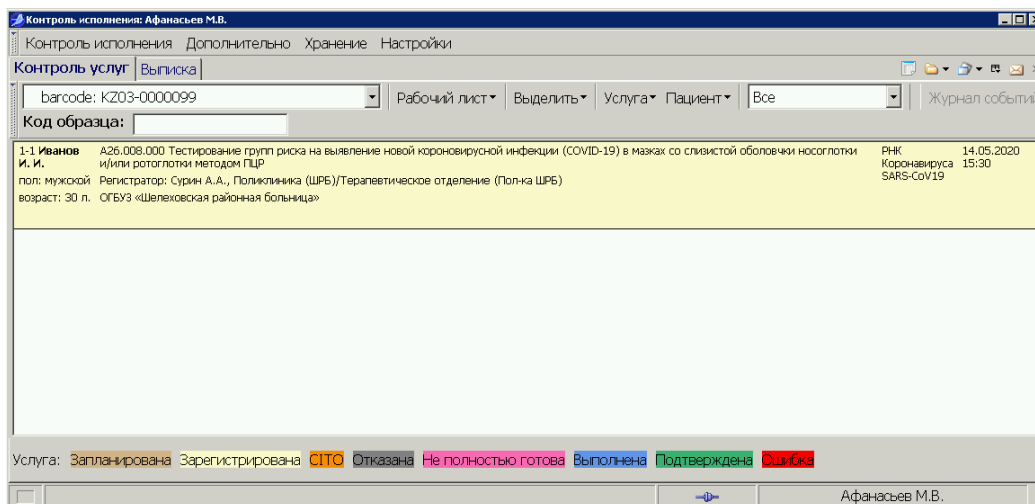 Контроль исполнения: Афанасьев М.В.
Контроль исполнения Дополнительно Хранение Настройки
Контроль услуг Выписка
barcode: KZ03-0000099 Рабочий лист Выделить Услуга Пациент Все Журнал событий
Код образца:
1-1 Иванов И. И.
пол: мужской
возраст: 30 л.
A26.008.000 Тестирование групп риска на выявление новой короновирусной инфекции (COVID-19) в мазках со слизистой оболовчки носоглотки
и/или ротоглотки методом ПЦР
Регистратор: Сурин А.А., Поликлиника (ШРБ)/Терапевтическое отделение (Пол-ка ШРБ)
ОГБУЗ «Шелеховская районная больница»
РНК
Коронавируса
SARS-CoV19
14.05.2020
15:30
Услуга: Запланирована Зарегистрирована CITO Отказана Не полностью готова Выполнена Подтверждена Ошибка
Афанасьев М.В.